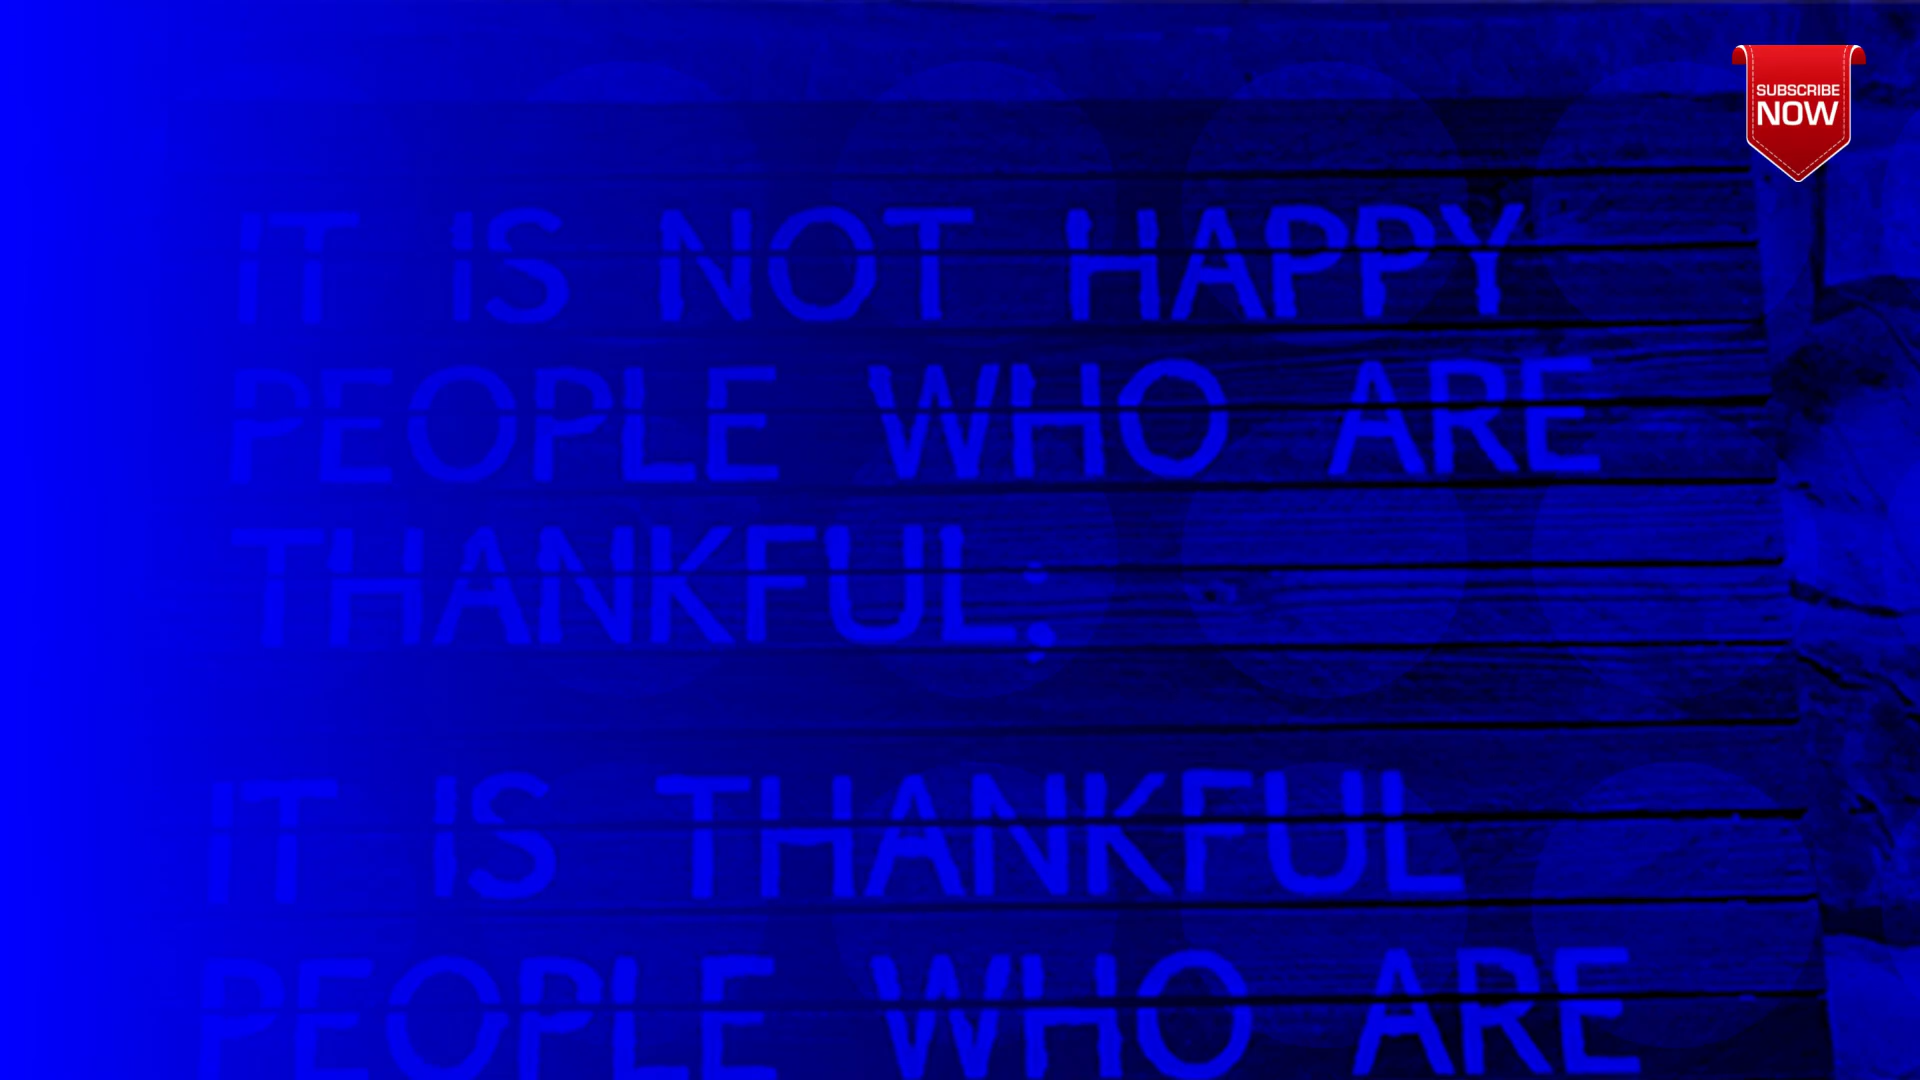 SUBSCRIBE
NOW
IT IS NOT HAPPY
PEOPLE WHO ARE
THANKFUL;
IT IS THANKFUL
PEOPLE WHO ARE